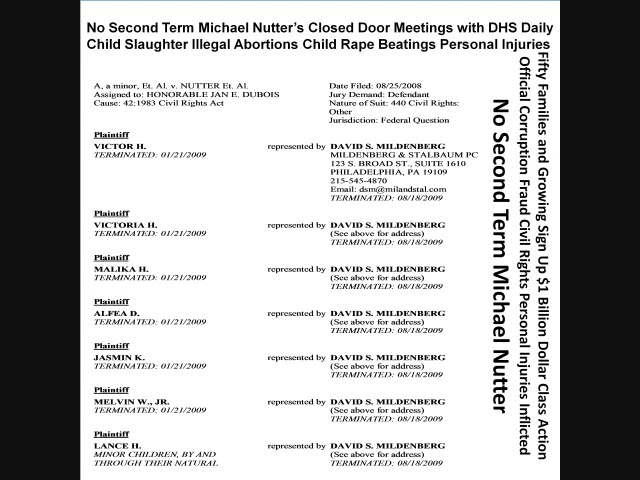 No Second Term Michael Nutter's Closed Door Meetings with DHS Daily
Child Slaughter Illegal Abortions Child Rape Beatings Personal Injuries
A, a minor, Et. Al. v. NUTTER Et. Al.
Assigned to: HONORABLE JAN E. DUBOIS
Cause: 42:1983 Civil Rights Act
Date Filed: 08/25/2008
Jury Demand: Defendant
Nature of Suit: 440 Civil Rights:
Other
Jurisdiction: Federal Question
Plaintiff
VICTOR H. represented by DAVID S. MILDENBERG
TERMINATED: 01/21/2009 MILDENBERG & STALBAUM PC
123 S. BROAD ST., SUITE 1610
PHILADELPHIA, PA 19109
215-545-4870
Email: dsm@milandstal.com
TERMINATED: 08/18/2009
Plaintiff
VICTORIA H. represented by DAVID S. MILDENBERG
TERMINATED: 01/21/2009 (See above for address)
TERMINATED: 08/18/2009
Plaintiff
MALIKA H. represented by DAVID S. MILDENBERG
TERMINATED: 01/21/2009 (See above for address)
TERMINATED: 08/18/2009
Plaintiff
ALFEA D. represented by DAVID S. MILDENBERG
TERMINATED: 01/21/2009 (See above for address)
TERMINATED: 08/18/2009
Plaintiff
JASMIN K. represented by DAVID S. MILDENBERG
TERMINATED: 01/21/2009 (See above for address)
TERMINATED: 08/18/2009
Plaintiff
MELVIN W., JR. represented by DAVID S. MILDENBERG
TERMINATED: 01/21/2009 (See above for address)
TERMINATED: 08/18/2009
Plaintiff
LANCE H. represented by DAVID S. MILDENBERG
MINOR CHILDREN, BY AND (See above for address)
THROUGH THEIR NATURAL TERMINATED: 08/18/2009
Fifty Families and Growing Sign Up $1 Billion Dollar Class Action
Official Corruption Fraud Civil Rights Personal Injuries Inflicted
No Second Term Michael Nutter